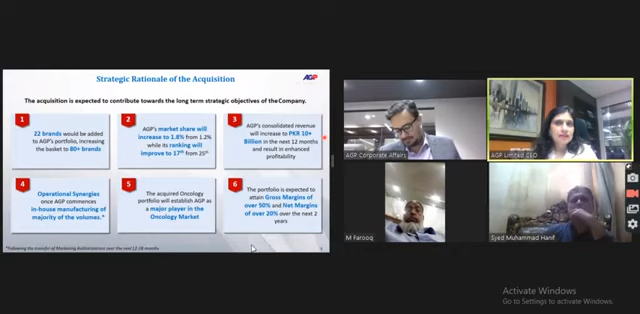 Strategic Rationale of the Acquisition
AGP
The acquisition is expected to contribute towards the long term strategic objectives of the Company.
1
22 brands would be added
to AGP's portfolio, increasing
the basket to 80+ brands
2
AGP's market share will
increase to 1.8% from 1.2%
while its ranking will
improve to 17th from 25th
3
AGP's consolidated revenue
will increase to PKR 10+
Billion in the next 12 months
and result in enhanced
profitability
4
Operational Synergies
once AGP commences
in-house manufacturing of
majority of the volumes.*
5
The acquired Oncology
portfolio will establish AGP as
a major player in the
Oncology Market
6
The portfolio is expected to
attain Gross Margins of
over 50% and Net Margins
of over 20% over the next 2
years
*Following the transfer of Marketing Authorizations over the next 12-18 months
AGP Corporate Affairs
AGP Limited CEO
M Farooq
Syed Muhammad Hanif
Activate Windows
Go to Settings to activate Windows.